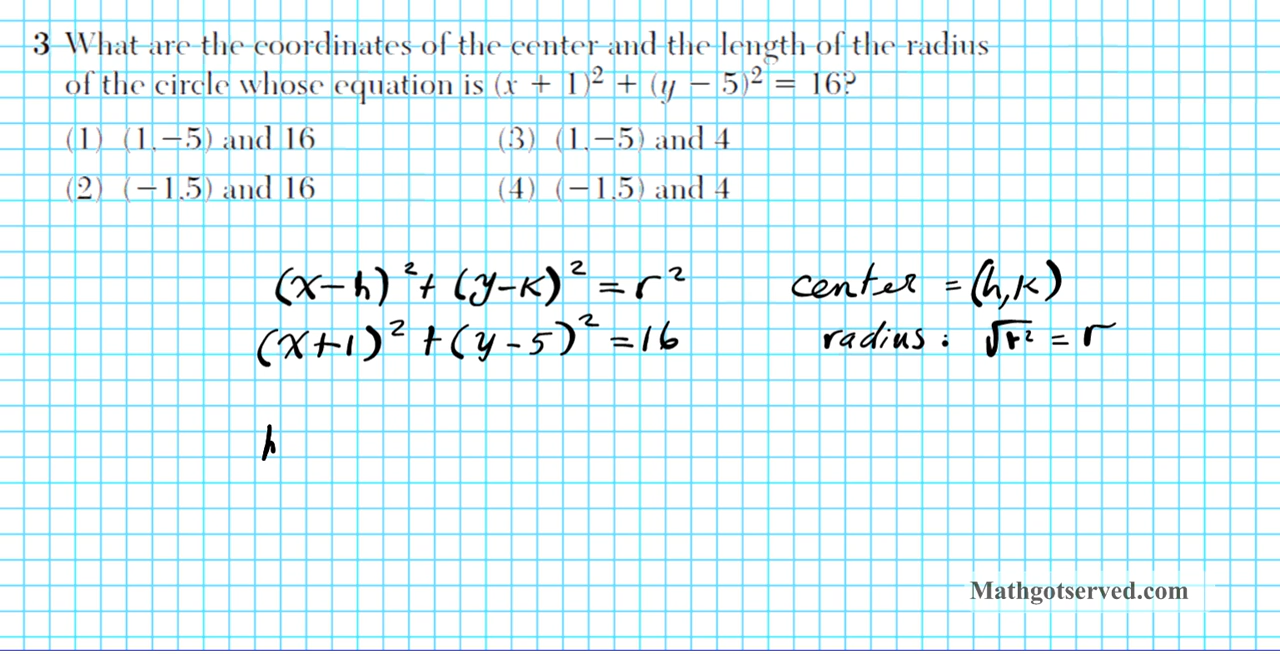 3 What are the coordinates of the center and the length of the radius
of the circle whose equation is (x + 1)² + (y − 5)² = 16?
(1) (1,−5) and 16 (3) (1,−5) and 4
(2) (−1,5) and 16 (4) (−1,5) and 4
(x-h)² + (y-k)² = r² center = (h,k)
(x+1)² + (y-5)² = 16 radius: √r² = r
h
Mathgotserved.com